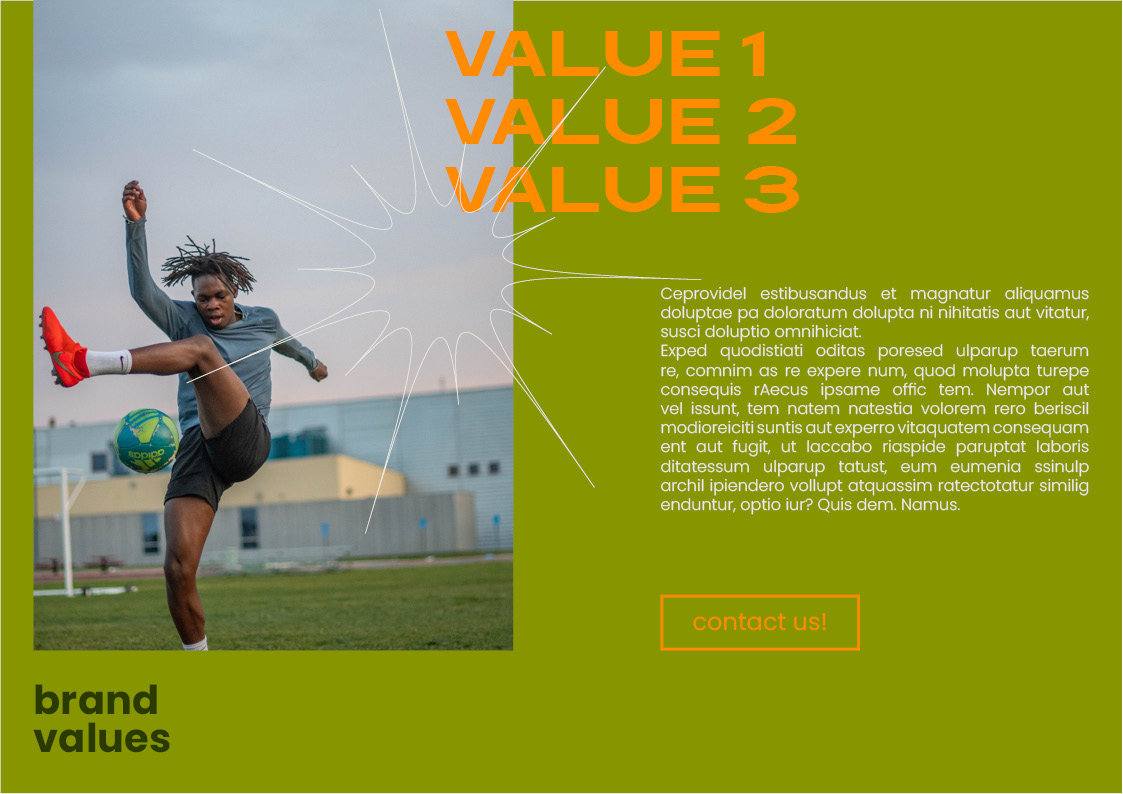 VALUE 1
VALUE 2
VALUE 3
Ceprovidel estibusandus et magnatur aliquamus
doluptae pa doloratum dolupta ni nihitatis aut vitatur,
susci doluptio omnihiciat.
Exped quodistiati oditas poresed ulparup taerum
re, comnim as re expere num, quod molupta turepe
consequis rAecus ipsame offic tem. Nempor aut
vel issunt, tem natem natestia volorem rero beriscil
modioreiciti suntis aut experro vitaquatem consequam
ent aut fugit, ut laccabo riaspide paruptat laboris
ditatessum ulparup tatust, eum eumenia ssinulp
archil ipiendero vollupt atquassim ratectotatur similig
enduntur, optio iur? Quis dem. Namus.
adidas
contact us!
brand
values